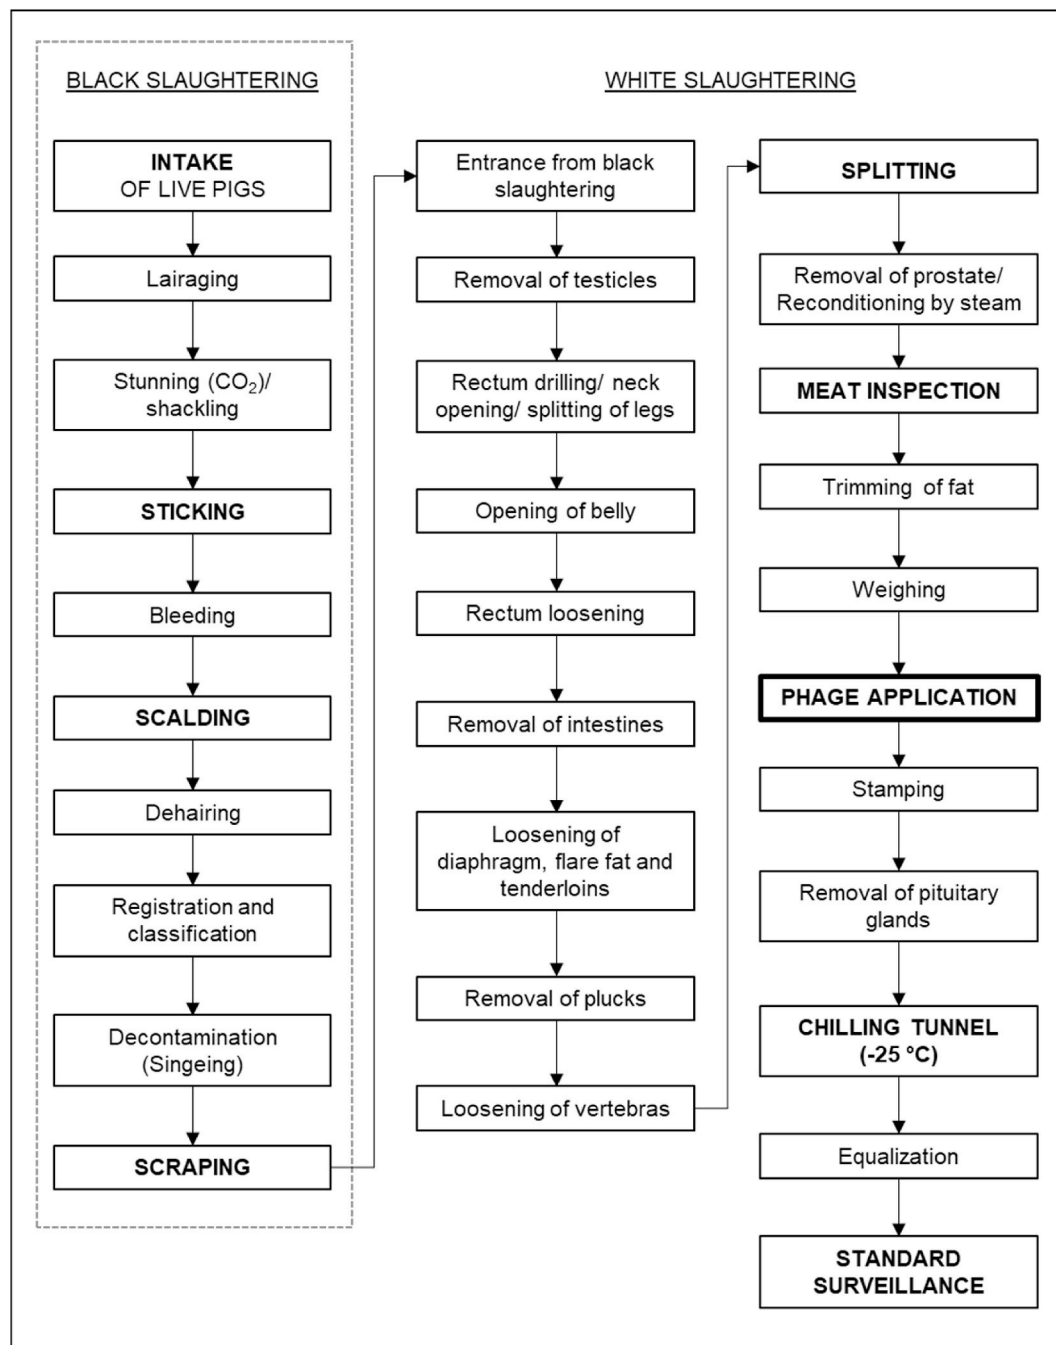 BLACK SLAUGHTERING
INTAKE
OF LIVE PIGS
Lairaging
Stunning (CO₂)/
shackling
STICKING
Bleeding
SCALDING
Dehairing
Registration and
classification
Decontamination
(Singeing)
SCRAPING
WHITE SLAUGHTERING
Entrance from black
slaughtering
Removal of testicles
Rectum drilling/ neck
opening/ splitting of legs
Opening of belly
Rectum loosening
Removal of intestines
Loosening of
diaphragm, flare fat and
tenderloins
Removal of plucks
Loosening of vertebras
SPLITTING
Removal of prostate/
Reconditioning by steam
MEAT INSPECTION
Trimming of fat
Weighing
PHAGE APPLICATION
Stamping
Removal of pituitary
glands
CHILLING TUNNEL
(-25 °C)
Equalization
STANDARD
SURVEILLANCE